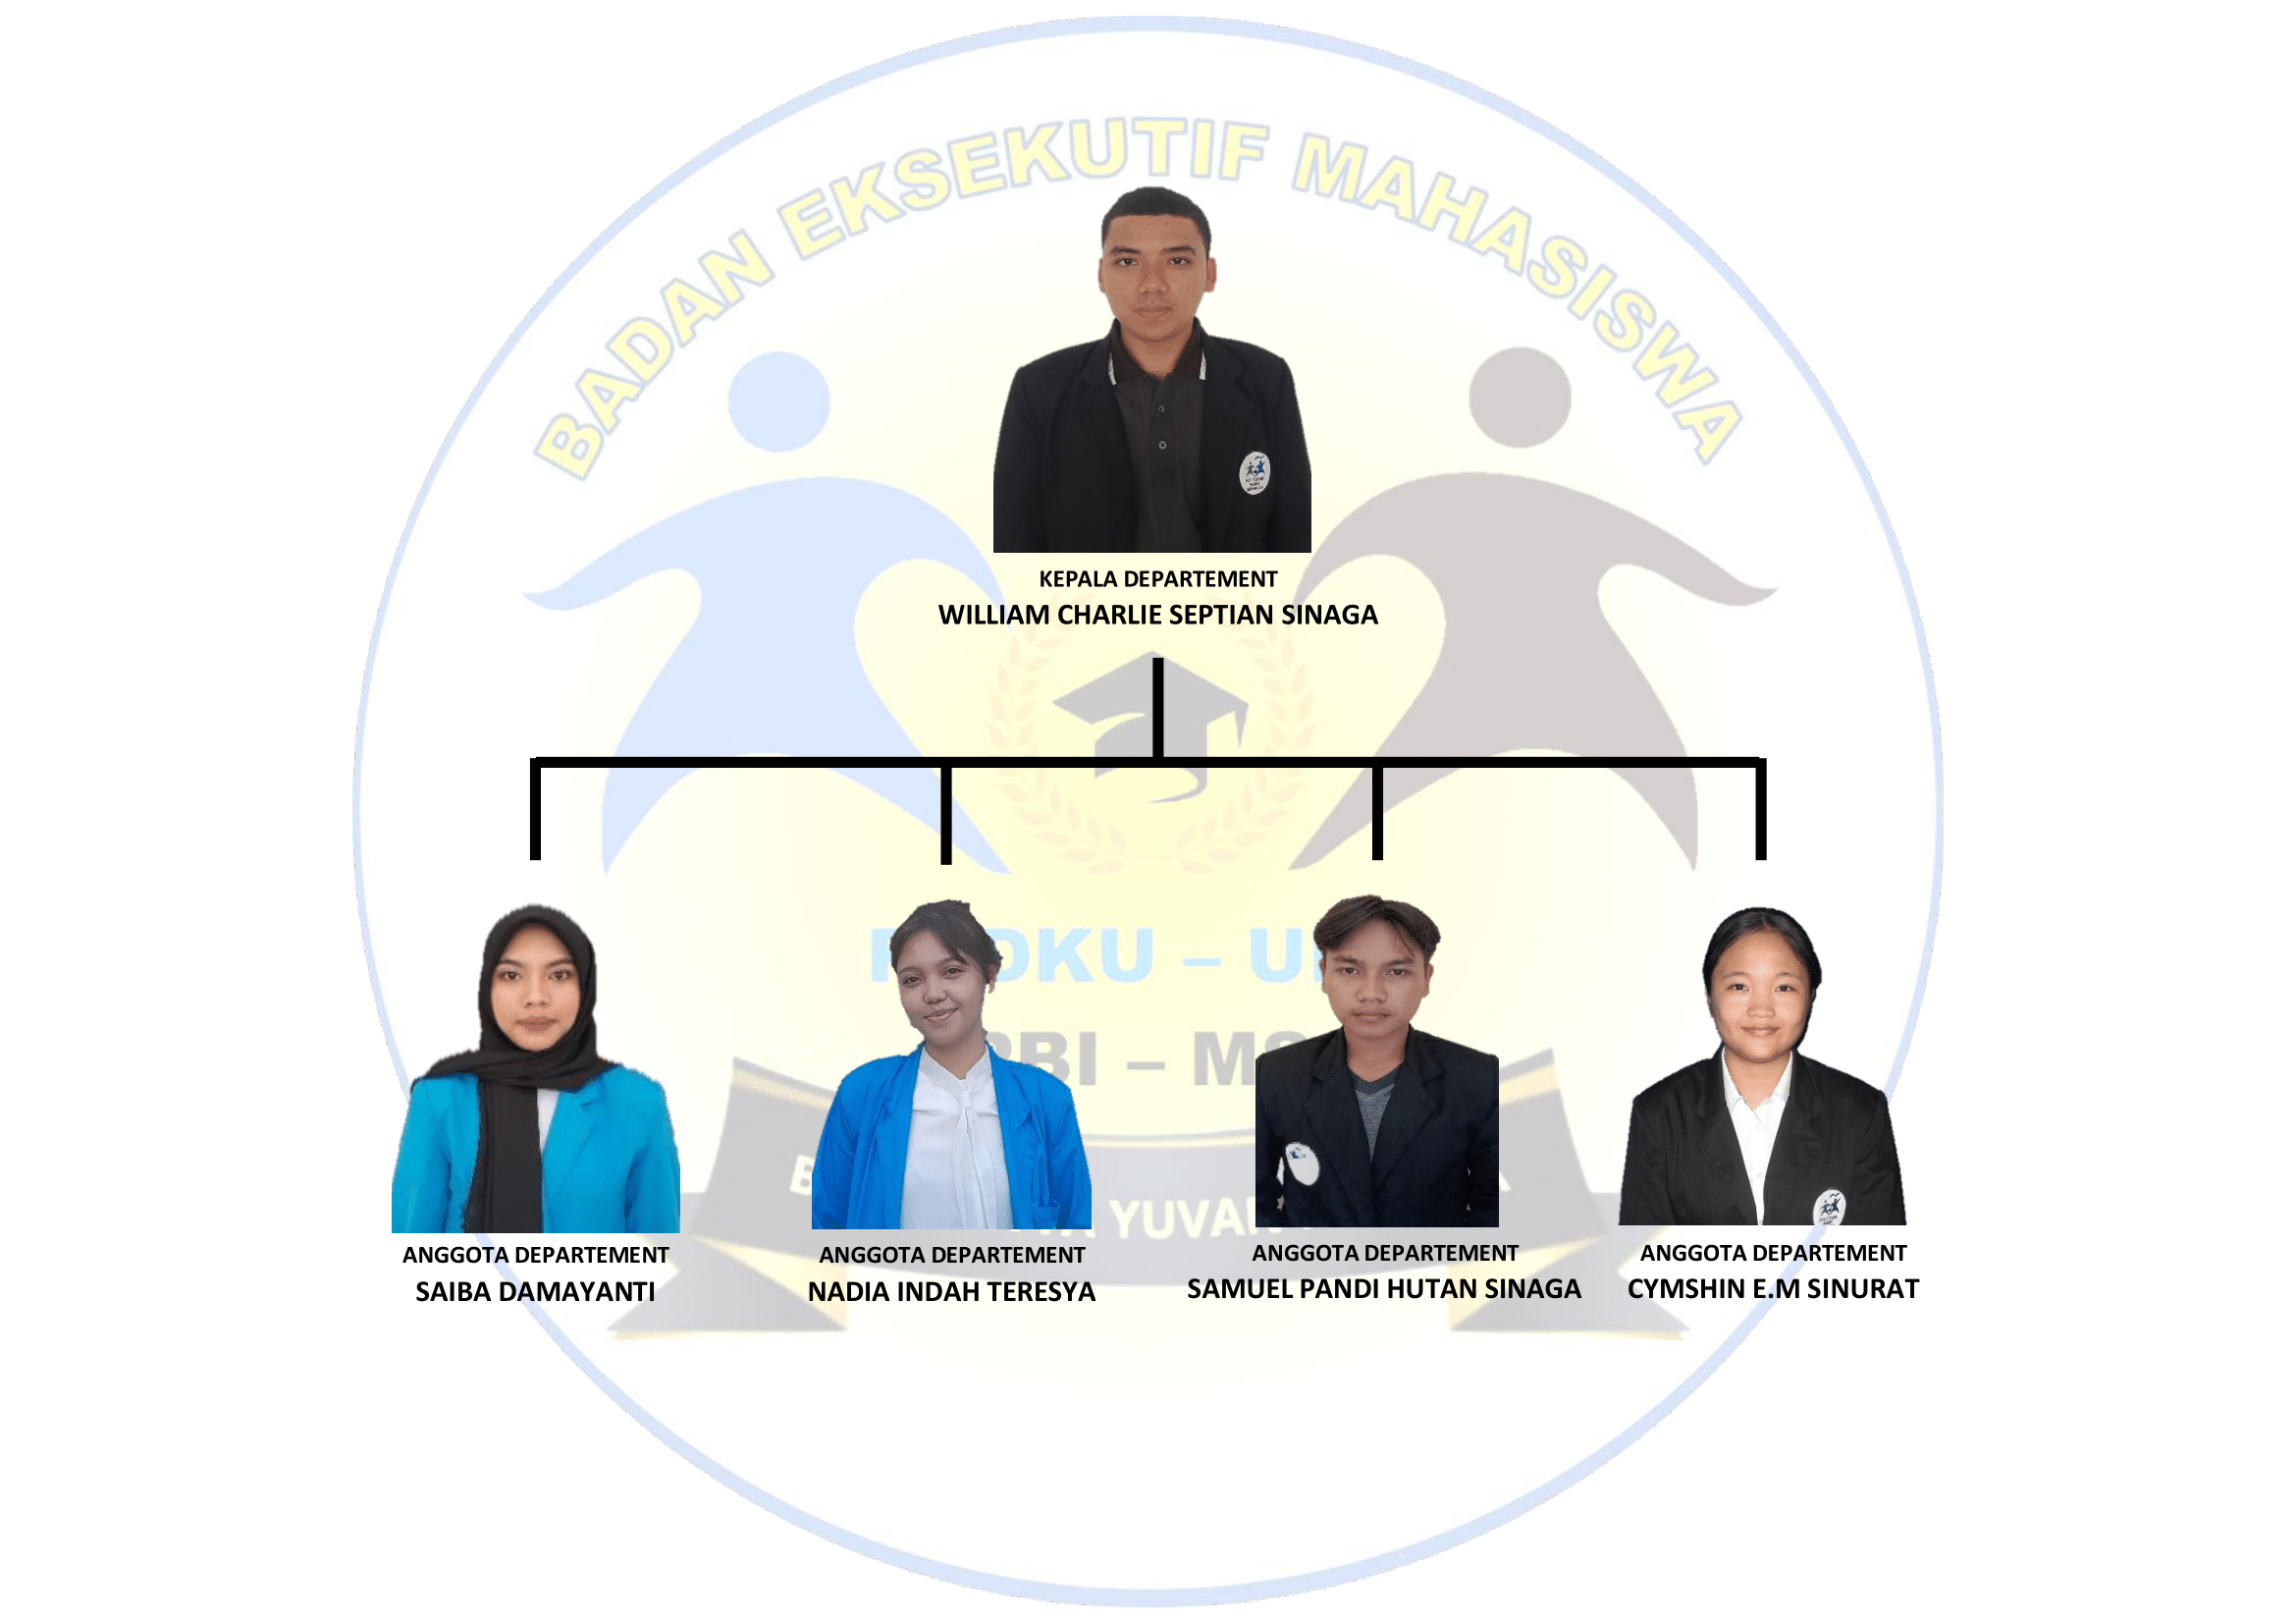 BADAN EKSEKUTIF MAHASISWA
KEPALA DEPARTEMENT
WILLIAM CHARLIE SEPTIAN SINAGA
ANGGOTA DEPARTEMENT
SAIBA DAMAYANTI
ANGGOTA DEPARTEMENT
NADIA INDAH TERESYA
ANGGOTA DEPARTEMENT
SAMUEL PANDI HUTAN SINAGA
ANGGOTA DEPARTEMENT
CYMSHIN E.M SINURAT